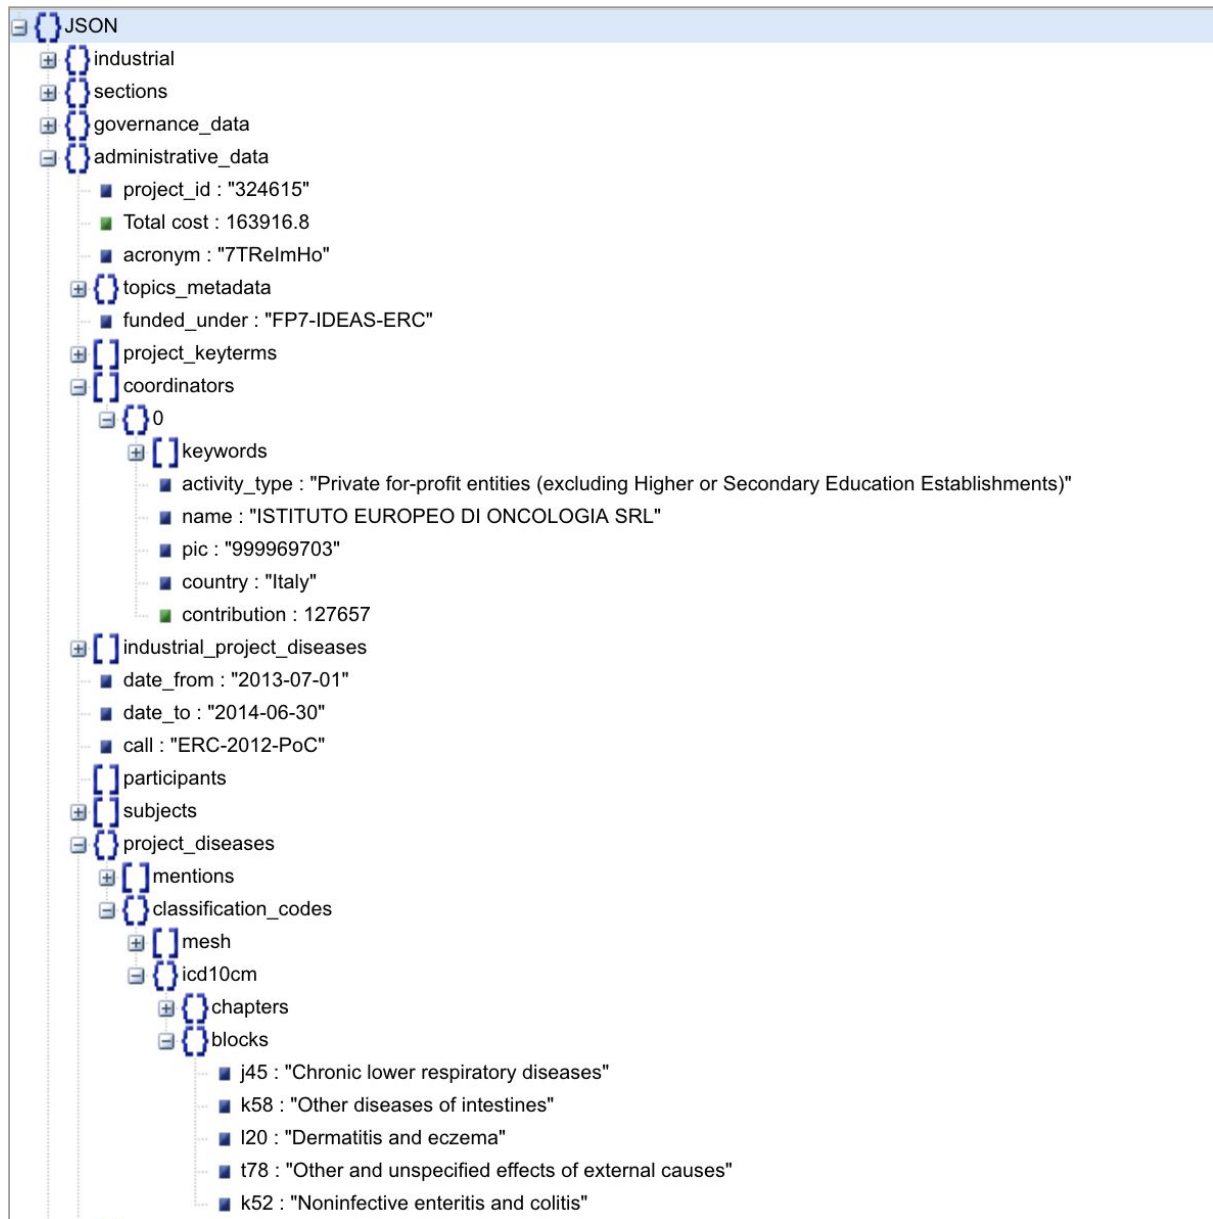 JSON
industrial
sections
governance_data
administrative_data
project_id : "324615"
Total cost : 163916.8
acronym : "7TReImHo"
topics_metadata
funded_under : "FP7-IDEAS-ERC"
project_keyterms
coordinators
0
keywords
activity_type : "Private for-profit entities (excluding Higher or Secondary Education Establishments)"
name : "ISTITUTO EUROPEO DI ONCOLOGIA SRL"
pic : "999969703"
country : "Italy"
contribution : 127657
industrial_project_diseases
date_from : "2013-07-01"
date_to : "2014-06-30"
call : "ERC-2012-PoC"
participants
subjects
project_diseases
mentions
classification_codes
mesh
icd10cm
chapters
blocks
j45 : "Chronic lower respiratory diseases"
k58 : "Other diseases of intestines"
l20 : "Dermatitis and eczema"
t78 : "Other and unspecified effects of external causes"
k52 : "Noninfective enteritis and colitis"